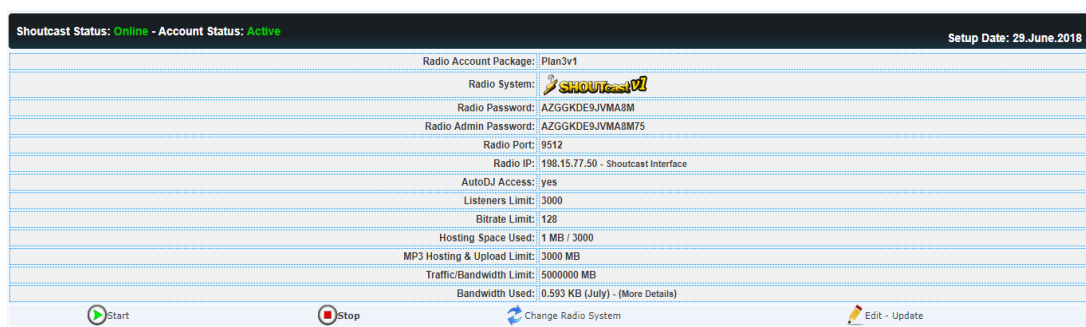 Shoutcast Status: Online - Account Status: Active
Setup Date: 29.June.2018
Radio Account Package: Plan3v1
Radio System: SHOUTcast V1
Radio Password: AZGGKDE9JVMA8M
Radio Admin Password: AZGGKDE9JVMA8M75
Radio Port: 9512
Radio IP: 198.15.77.50 - Shoutcast Interface
AutoDJ Access: yes
Listeners Limit: 3000
Bitrate Limit: 128
Hosting Space Used: 1 MB / 3000
MP3 Hosting & Upload Limit: 3000 MB
Traffic/Bandwidth Limit: 5000000 MB
Bandwidth Used: 0.593 KB (July) - (More Details)
Start Stop Change Radio System Edit - Update